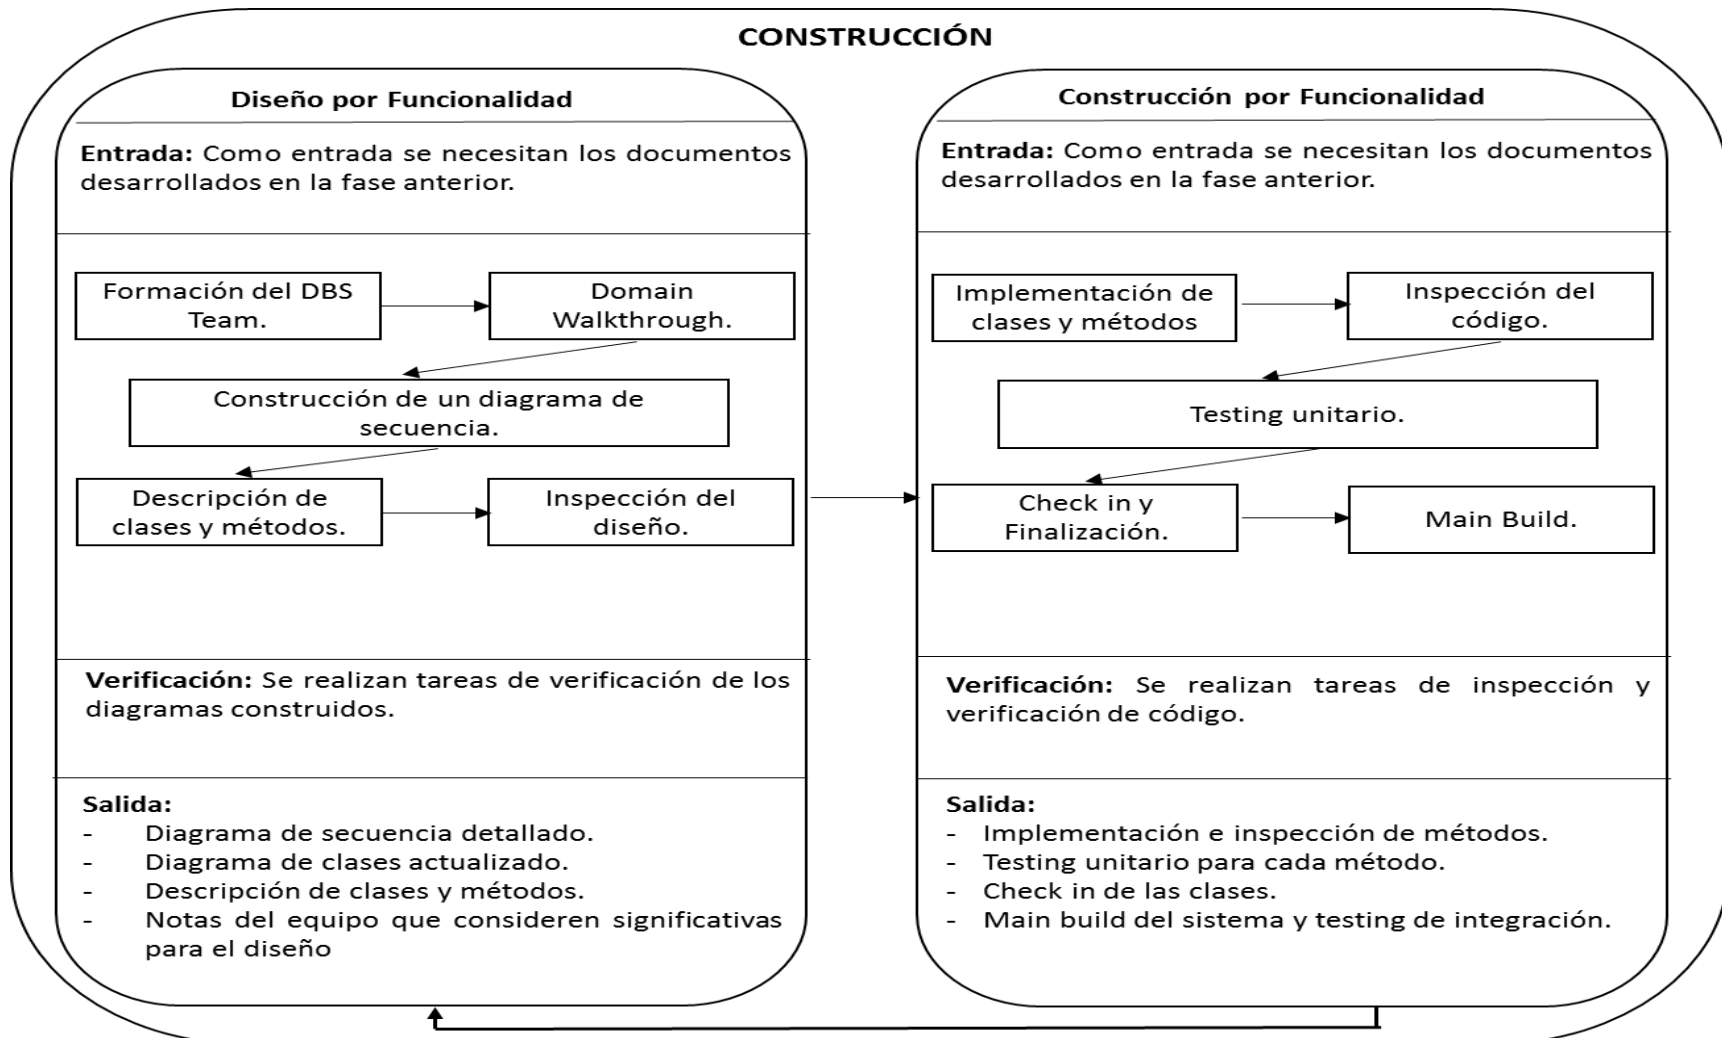 CONSTRUCCIÓN
Diseño por Funcionalidad
Entrada: Como entrada se necesitan los documentos
desarrollados en la fase anterior.
Formación del DBS
Team.
Domain
Walkthrough.
Construcción de un diagrama de
secuencia.
Descripción de
clases y métodos.
Inspección del
diseño.
Verificación: Se realizan tareas de verificación de los
diagramas construidos.
Salida:
- Diagrama de secuencia detallado.
- Diagrama de clases actualizado.
- Descripción de clases y métodos.
- Notas del equipo que consideren significativas
para el diseño
Construcción por Funcionalidad
Entrada: Como entrada se necesitan los documentos
desarrollados en la fase anterior.
Implementación de
clases y métodos
Inspección del
código.
Testing unitario.
Check in y
Finalización.
Main Build.
Verificación: Se realizan tareas de inspección y
verificación de código.
Salida:
- Implementación e inspección de métodos.
- Testing unitario para cada método.
- Check in de las clases.
- Main build del sistema y testing de integración.